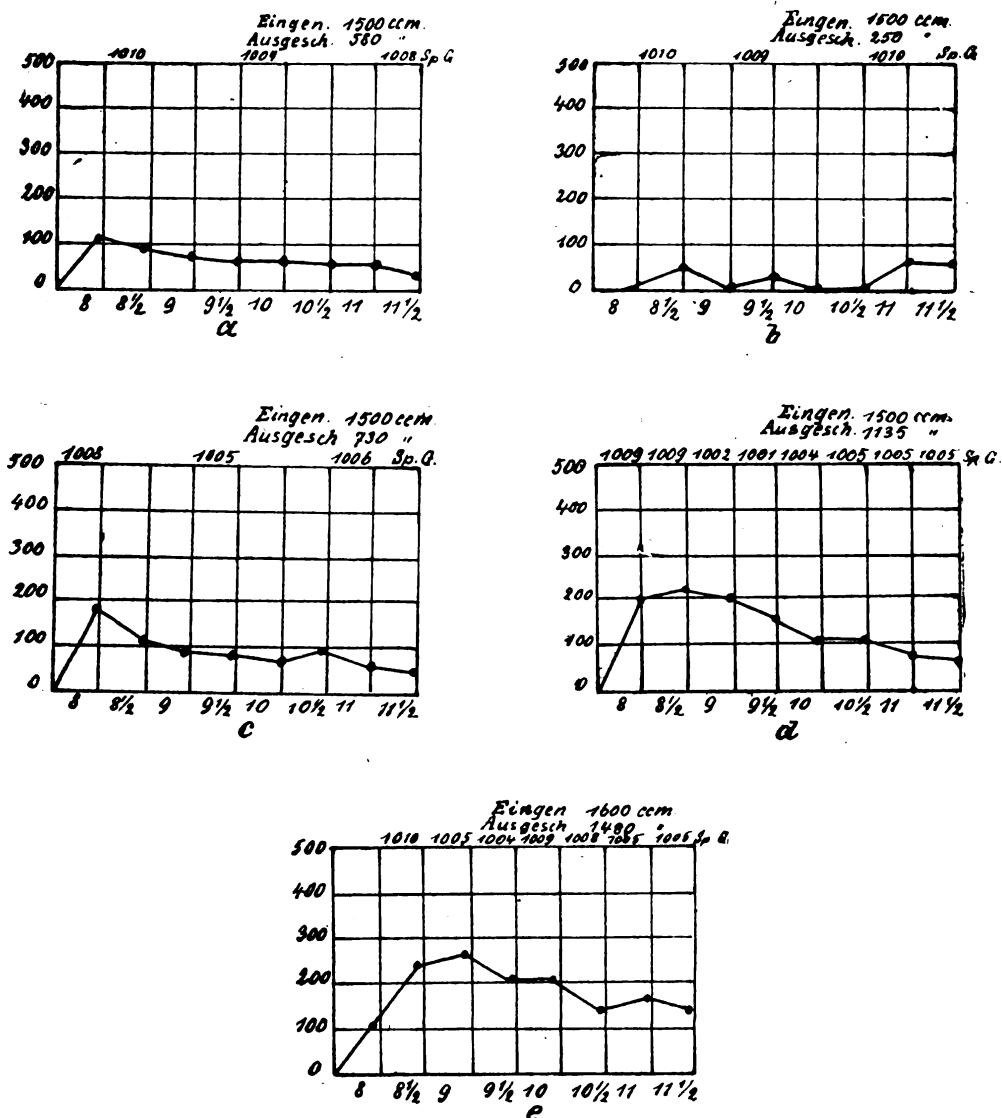 Eingen. 1500 ccm.
Ausgesch. 580 "
1010 1009 1008 Sp G
500
400
300
200
100
0
8 8½ 9 9½ 10 10½ 11 11½
a
Eingen. 1500 ccm.
Ausgesch. 250 "
1010 1009 1010 Sp. G.
500
400
300
200
100
0
8 8½ 9 9½ 10 10½ 11 11½
b
Eingen. 1500 ccm.
Ausgesch 730 "
1008 1005 1006 Sp. G.
500
400
300
200
100
0
8 8½ 9 9½ 10 10½ 11 11½
c
Eingen. 1500 ccm.
Ausgesch. 1135 "
1009 1009 1002 1001 1004 1005 1005 1005 Sp. G.
500
400
300
200
100
0
8 8½ 9 9½ 10 10½ 11 11½
d
Eingen 1600 ccm.
Ausgesch. 1480 "
1010 1005 1004 1009 1008 1005 1006 Sp G.
500
400
300
200
100
0
8 8½ 9 9½ 10 10½ 11 11½
e